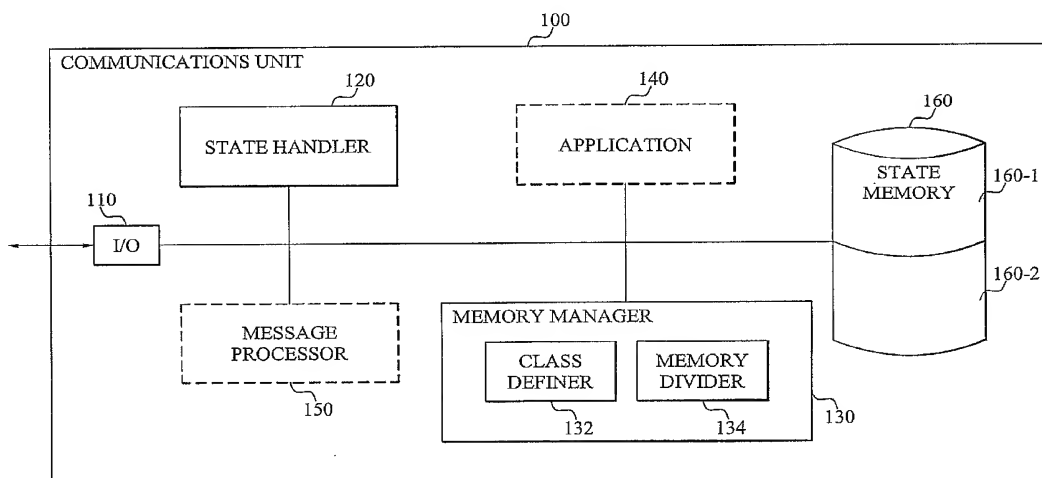 100
COMMUNICATIONS UNIT
120
140
160
STATE HANDLER
APPLICATION
STATE
MEMORY
160-1
110
I/O
160-2
MESSAGE
PROCESSOR
150
MEMORY MANAGER
CLASS
DEFINER
132
MEMORY
DIVIDER
134
130